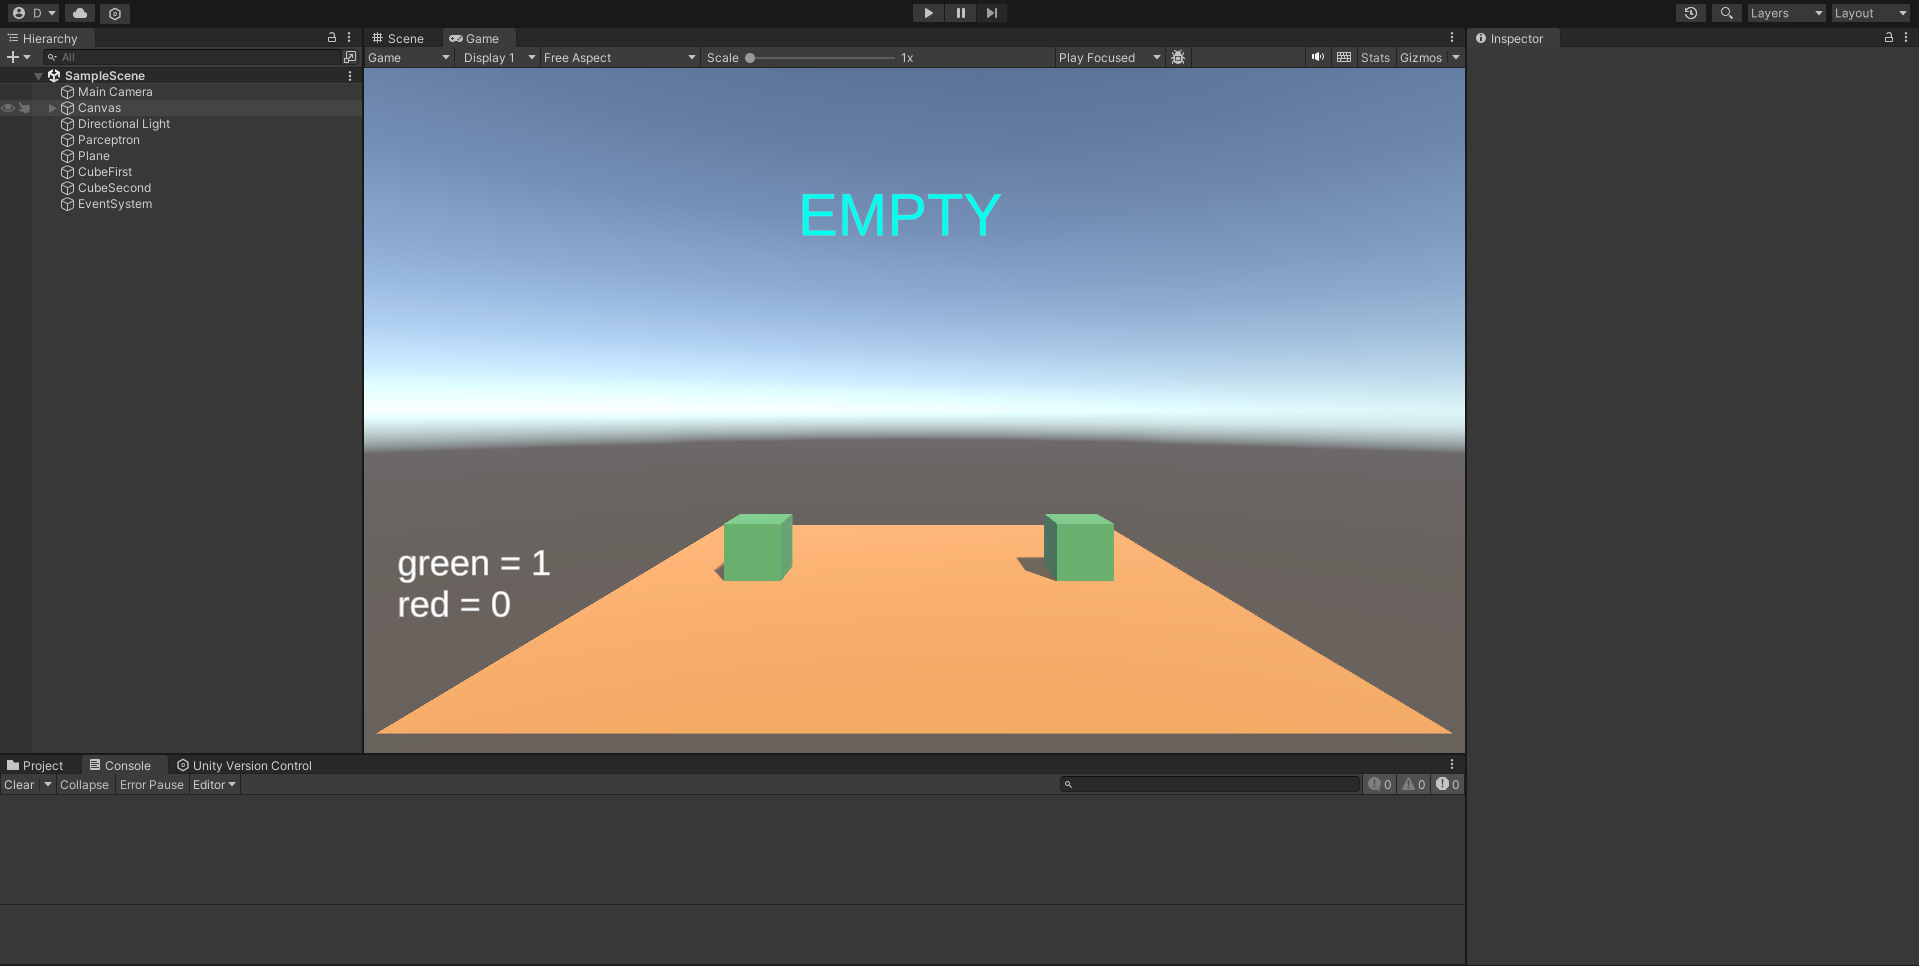 D
Layers
Layout
Hierarchy
Scene
Game
Inspector
All
Game
Display 1
Free Aspect
Scale
1x
Play Focused
Stats
Gizmos
SampleScene
Main Camera
Canvas
Directional Light
Parceptron
Plane
CubeFirst
CubeSecond
EventSystem
EMPTY
green = 1
red = 0
Project
Console
Unity Version Control
Clear
Collapse
Error Pause
Editor
0
0
0